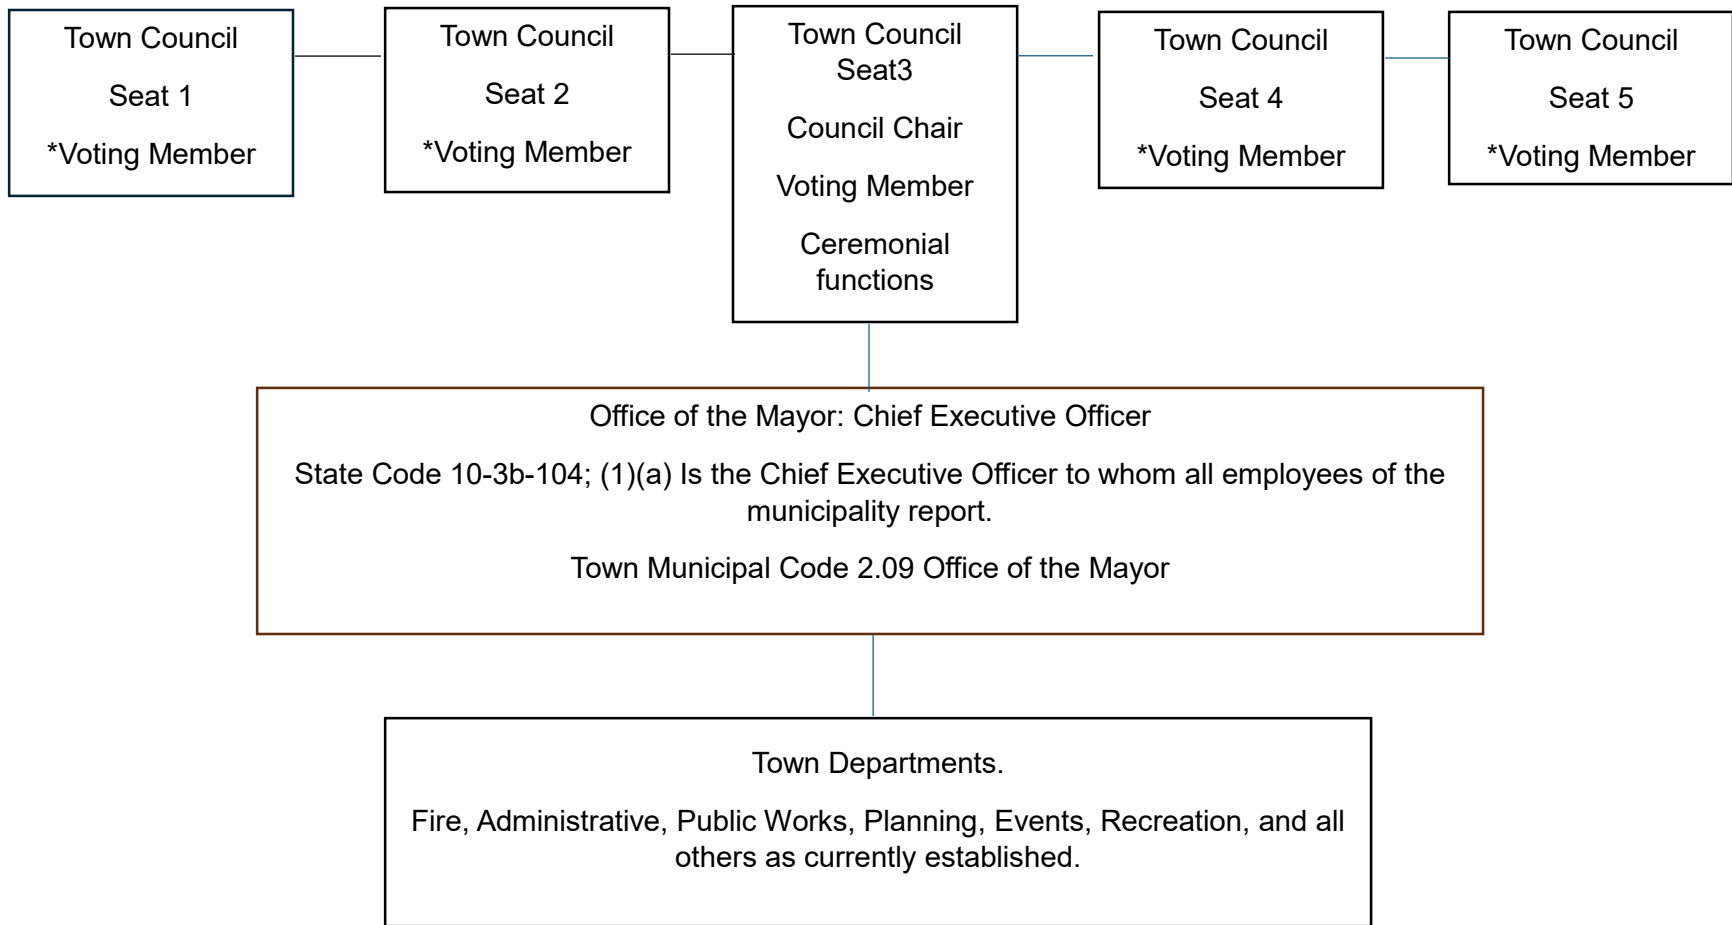 Town Council
Seat 1
*Voting Member
Town Council
Seat 2
*Voting Member
Town Council
Seat3
Council Chair
Voting Member
Ceremonial
functions
Town Council
Seat 4
*Voting Member
Town Council
Seat 5
*Voting Member
Office of the Mayor: Chief Executive Officer
State Code 10-3b-104; (1)(a) Is the Chief Executive Officer to whom all employees of the
municipality report.
Town Municipal Code 2.09 Office of the Mayor
Town Departments.
Fire, Administrative, Public Works, Planning, Events, Recreation, and all
others as currently established.